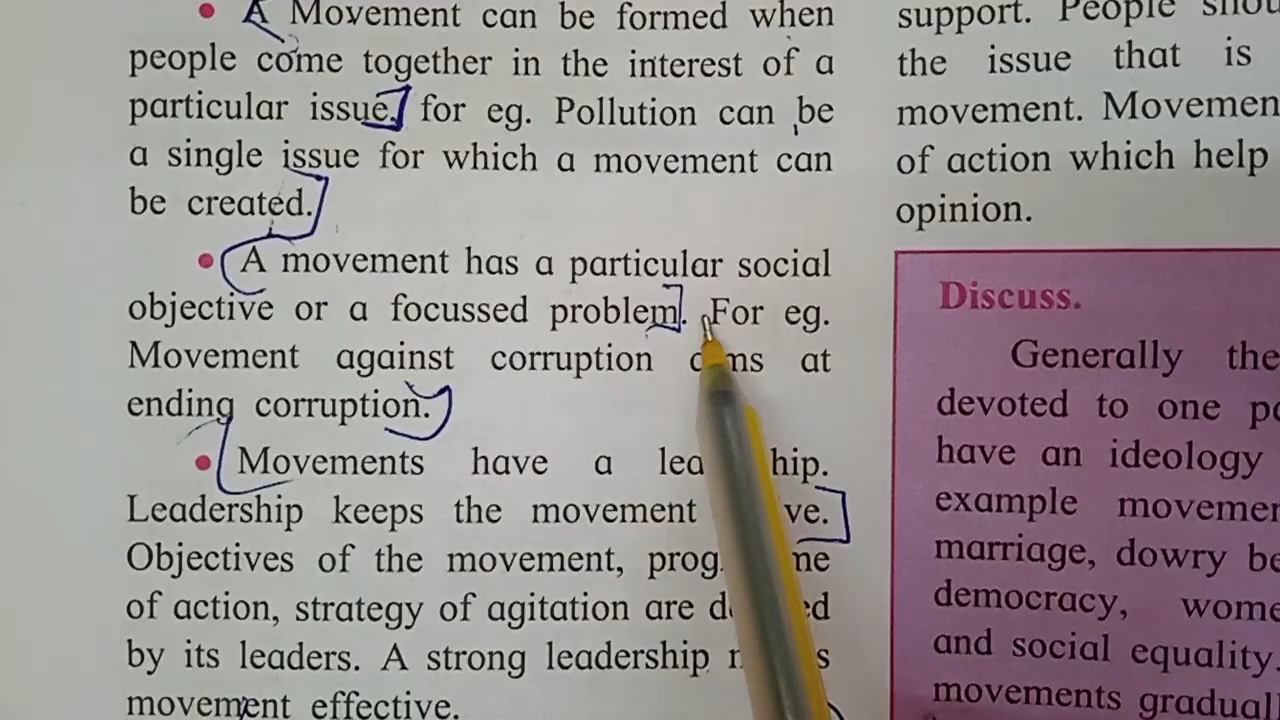 • A Movement can be formed when
people come together in the interest of a
particular issue. for eg. Pollution can be
a single issue for which a movement can
be created.
• A movement has a particular social
objective or a focussed problem. For eg.
Movement against corruption aims at
ending corruption.
• Movements have a leadership.
Leadership keeps the movement
Objectives of the movement,
of action, strategy of agitation are
by its leaders. A strong leadership
movement effective.
support. People
the issue that is
movement.
of action which help
opinion.
Discuss.
Generally the
devoted to one
have an ideology
example
marriage, dowry
democracy,
and social equality.
movements